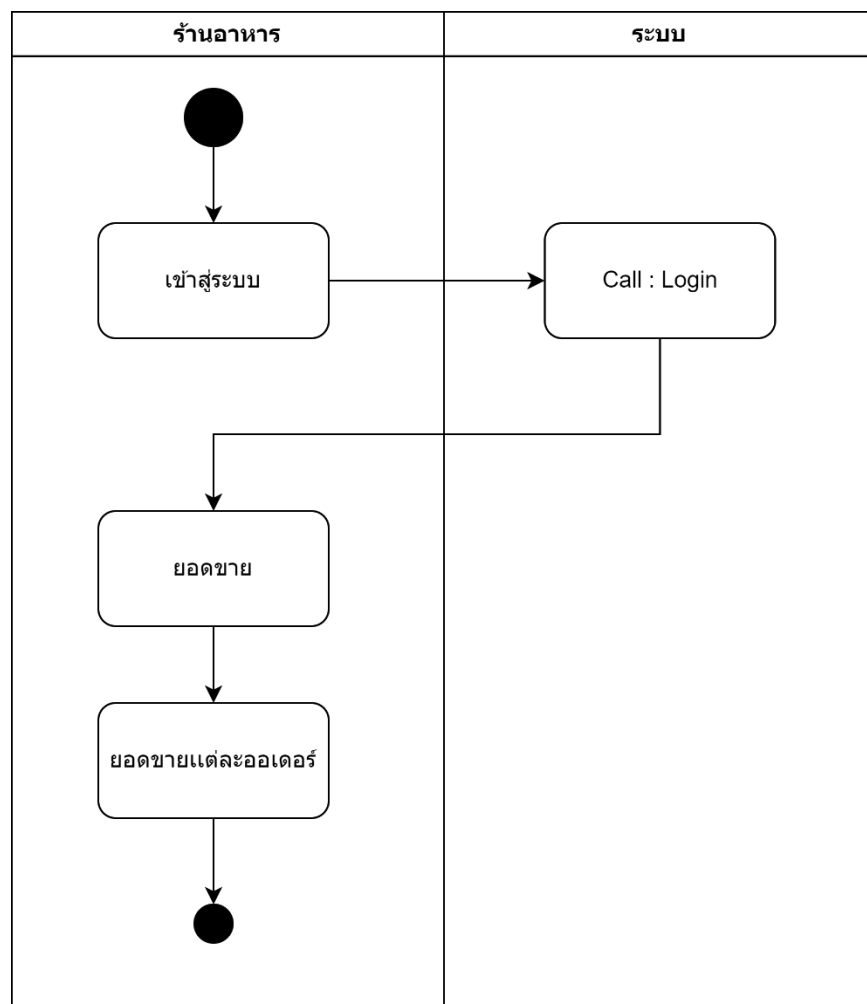 ร้านอาหาร
ระบบ
เข้าสู่ระบบ
Call : Login
ยอดขาย
ยอดขายแต่ละออเดอร์